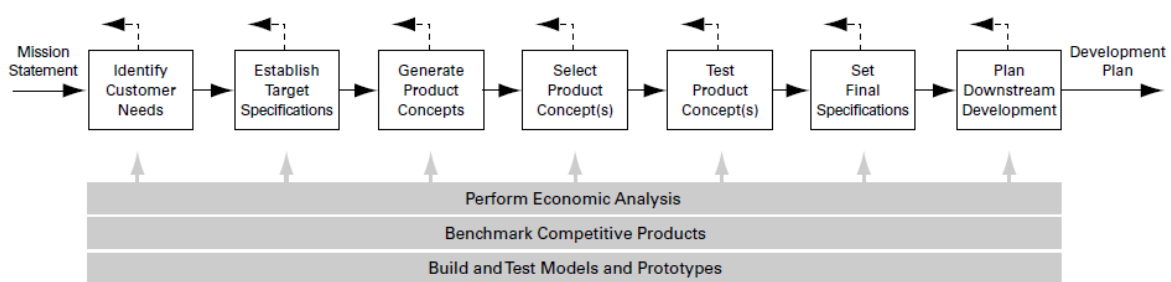 Mission
Statement
Identify
Customer
Needs
Establish
Target
Specifications
Generate
Product
Concepts
Select
Product
Concept(s)
Test
Product
Concept(s)
Set
Final
Specifications
Plan
Downstream
Development
Development
Plan
Perform Economic Analysis
Benchmark Competitive Products
Build and Test Models and Prototypes